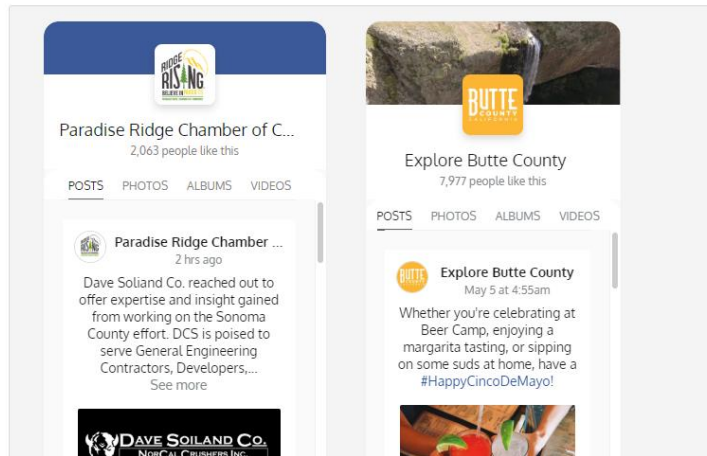 RIDGE
RISING
BELIEVE IN PARADISE
Paradise Ridge Chamber of C...
2,063 people like this
POSTS PHOTOS ALBUMS VIDEOS
Paradise Ridge Chamber ...
2 hrs ago
Dave Soliand Co. reached out to
offer expertise and insight gained
from working on the Sonoma
County effort. DCS is poised to
serve General Engineering
Contractors, Developers,...
See more
DAVE SOILAND CO.
NORCAL CRUSHERS INC.
BUTTE
COUNTY
CALIFORNIA
Explore Butte County
7,977 people like this
POSTS PHOTOS ALBUMS VIDEOS
BUTTE
Explore Butte County
May 5 at 4:55am
Whether you're celebrating at
Beer Camp, enjoying a
margarita tasting, or sipping
on some suds at home, have a
#HappyCincoDeMayo!